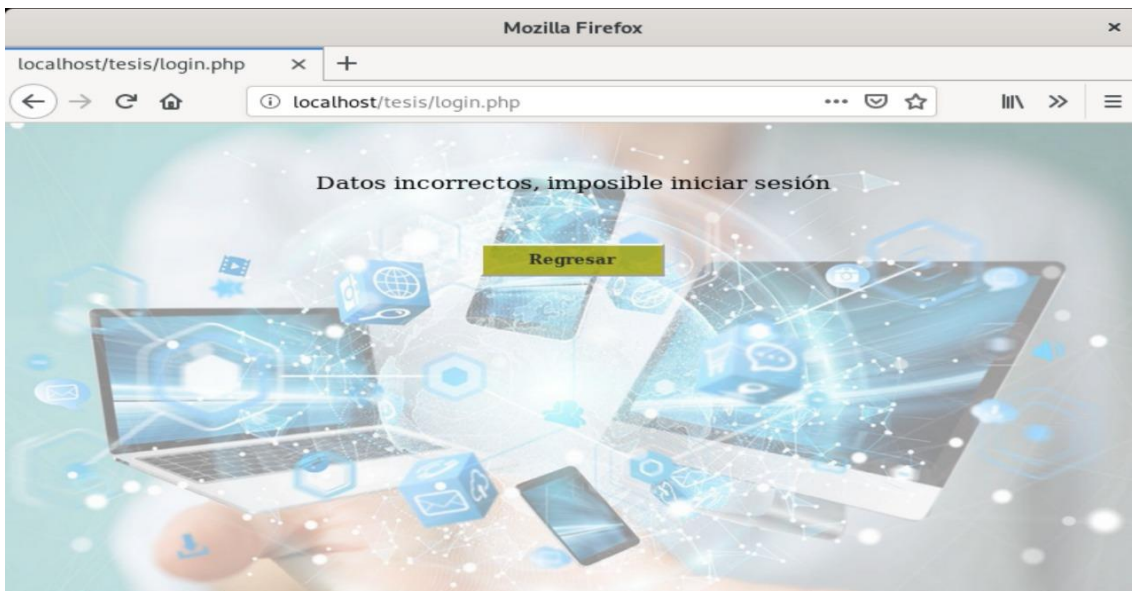 Mozilla Firefox
localhost/tesis/login.php
localhost/tesis/login.php
Datos incorrectos, imposible iniciar sesión
Regresar